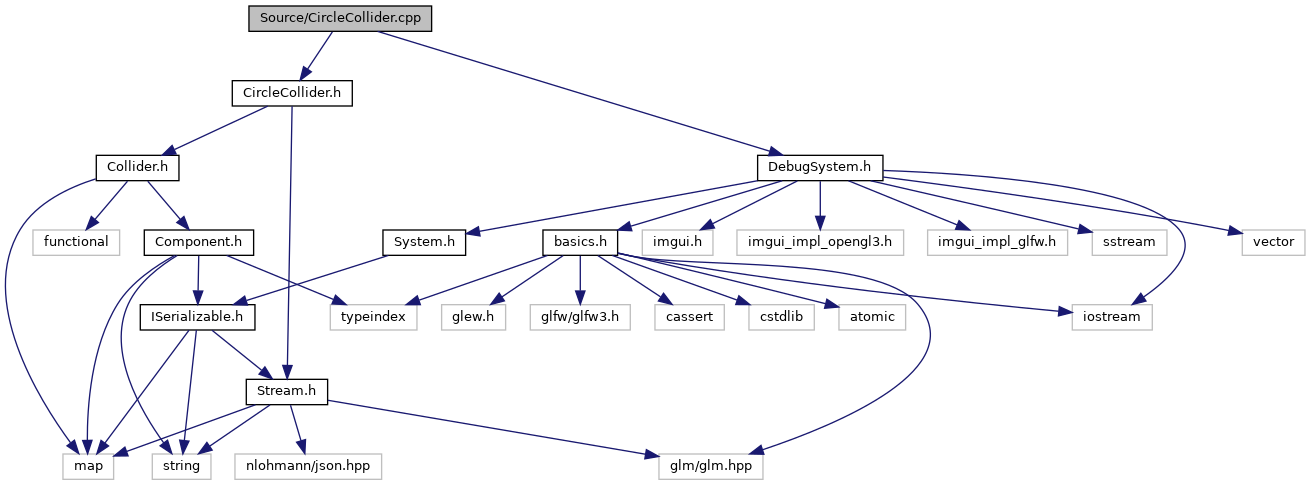 Source/CircleCollider.cpp
CircleCollider.h
Collider.h
DebugSystem.h
functional
Component.h
System.h
basics.h
imgui.h
imgui_impl_opengl3.h
imgui_impl_glfw.h
sstream
vector
ISerializable.h
typeindex
glew.h
glfw/glfw3.h
cassert
cstdlib
atomic
iostream
Stream.h
map
string
nlohmann/json.hpp
glm/glm.hpp